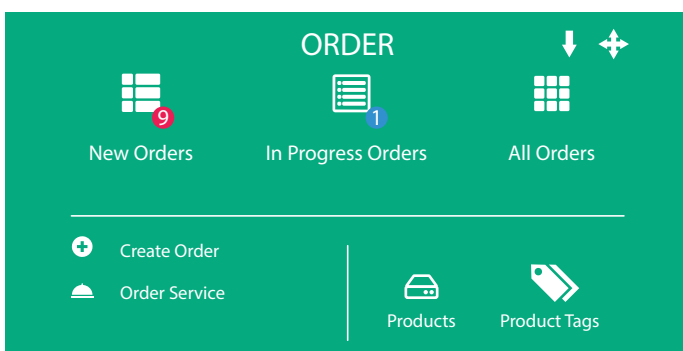 ORDER
9
1
New Orders
In Progress Orders
All Orders
Create Order
Order Service
Products
Product Tags